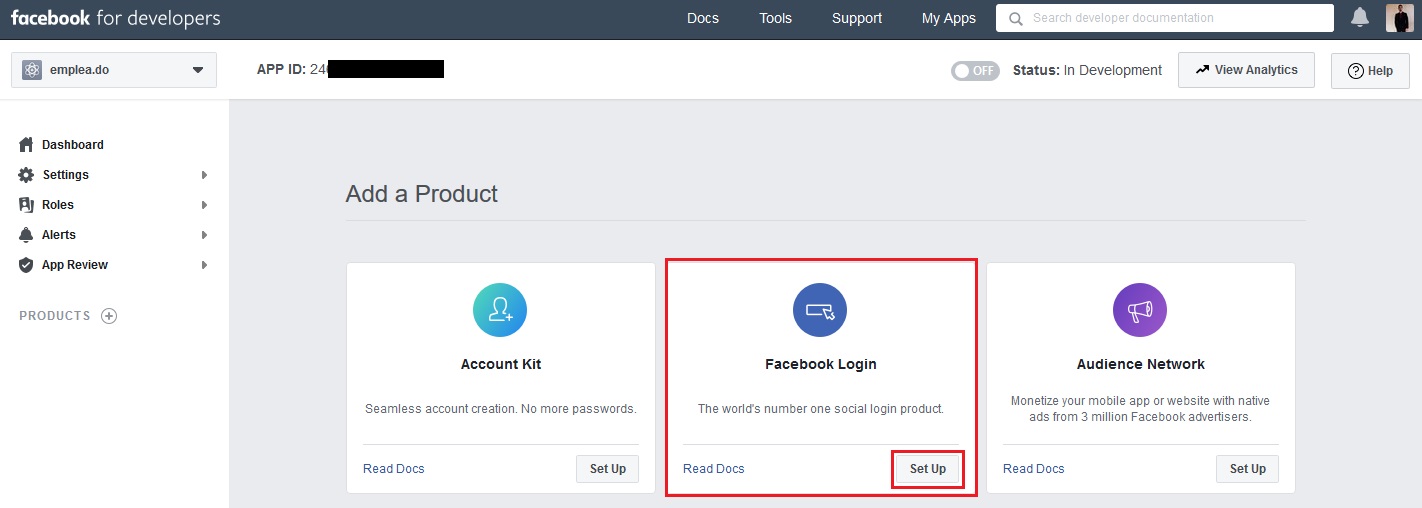 facebook for developers
Docs
Tools
Support
My Apps
Search developer documentation
emplea.do
APP ID: 24
OFF
Status: In Development
View Analytics
Help
Dashboard
Settings
Roles
Alerts
App Review
PRODUCTS
Add a Product
Account Kit
Seamless account creation. No more passwords.
Read Docs
Set Up
Facebook Login
The world's number one social login product.
Read Docs
Set Up
Audience Network
Monetize your mobile app or website with native
ads from 3 million Facebook advertisers.
Read Docs
Set Up